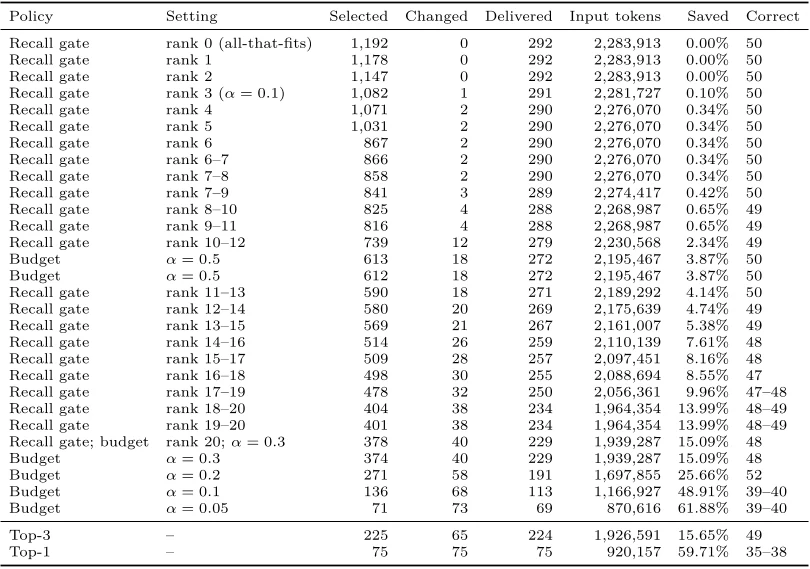 Policy Setting Selected Changed Delivered Input tokens Saved Correct
Recall gate rank 0 (all-that-fits) 1,192 0 292 2,283,913 0.00% 50
Recall gate rank 1 1,178 0 292 2,283,913 0.00% 50
Recall gate rank 2 1,147 0 292 2,283,913 0.00% 50
Recall gate rank 3 (α = 0.1) 1,082 1 291 2,281,727 0.10% 50
Recall gate rank 4 1,071 2 290 2,276,070 0.34% 50
Recall gate rank 5 1,031 2 290 2,276,070 0.34% 50
Recall gate rank 6 867 2 290 2,276,070 0.34% 50
Recall gate rank 6–7 866 2 290 2,276,070 0.34% 50
Recall gate rank 7–8 858 2 290 2,276,070 0.34% 50
Recall gate rank 7–9 841 3 289 2,274,417 0.42% 50
Recall gate rank 8–10 825 4 288 2,268,987 0.65% 49
Recall gate rank 9–11 816 4 288 2,268,987 0.65% 49
Recall gate rank 10–12 739 12 279 2,230,568 2.34% 49
Budget α = 0.5 613 18 272 2,195,467 3.87% 50
Budget α = 0.5 612 18 272 2,195,467 3.87% 50
Recall gate rank 11–13 590 18 271 2,189,292 4.14% 50
Recall gate rank 12–14 580 20 269 2,175,639 4.74% 49
Recall gate rank 13–15 569 21 267 2,161,007 5.38% 49
Recall gate rank 14–16 514 26 259 2,110,139 7.61% 48
Recall gate rank 15–17 509 28 257 2,097,451 8.16% 48
Recall gate rank 16–18 498 30 255 2,088,694 8.55% 47
Recall gate rank 17–19 478 32 250 2,056,361 9.96% 47–48
Recall gate rank 18–20 404 38 234 1,964,354 13.99% 48–49
Recall gate rank 19–20 401 38 234 1,964,354 13.99% 48–49
Recall gate; budget rank 20; α = 0.3 378 40 229 1,939,287 15.09% 48
Budget α = 0.3 374 40 229 1,939,287 15.09% 48
Budget α = 0.2 271 58 191 1,697,855 25.66% 52
Budget α = 0.1 136 68 113 1,166,927 48.91% 39–40
Budget α = 0.05 71 73 69 870,616 61.88% 39–40
Top-3 – 225 65 224 1,926,591 15.65% 49
Top-1 – 75 75 75 920,157 59.71% 35–38